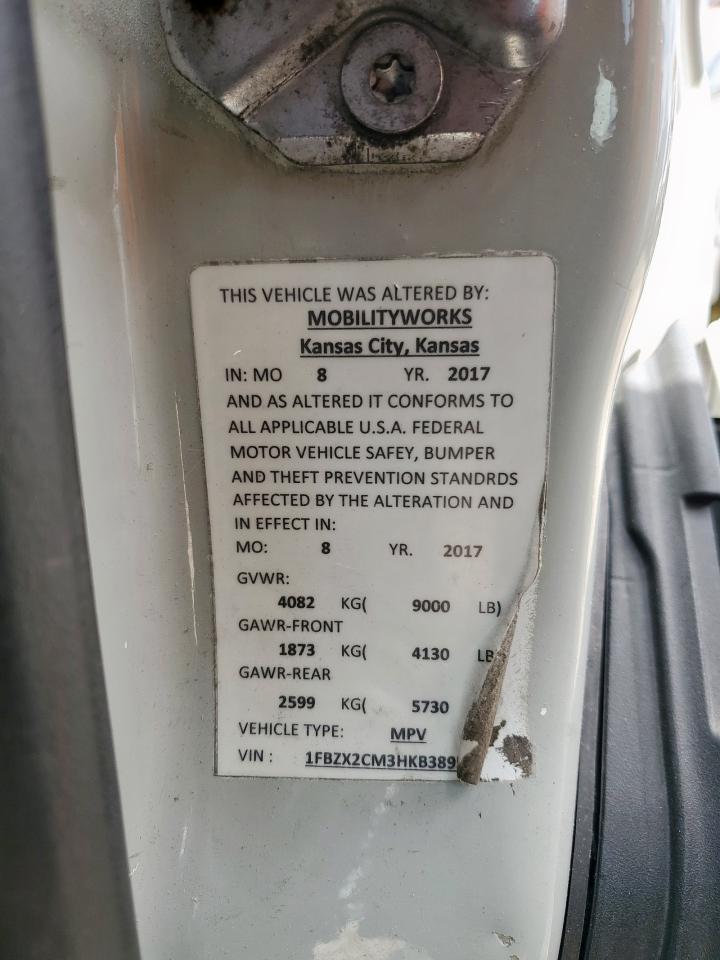 THIS VEHICLE WAS ALTERED BY:
MOBILITYWORKS
Kansas City, Kansas
IN: MO 8 YR. 2017
AND AS ALTERED IT CONFORMS TO
ALL APPLICABLE U.S.A. FEDERAL
MOTOR VEHICLE SAFEY, BUMPER
AND THEFT PREVENTION STANDRDS
AFFECTED BY THE ALTERATION AND
IN EFFECT IN:
MO: 8 YR. 2017
GVWR:
4082 KG( 9000 LB)
GAWR-FRONT
1873 KG( 4130 LB
GAWR-REAR
2599 KG( 5730
VEHICLE TYPE: MPV
VIN : 1FBZX2CM3HKB389